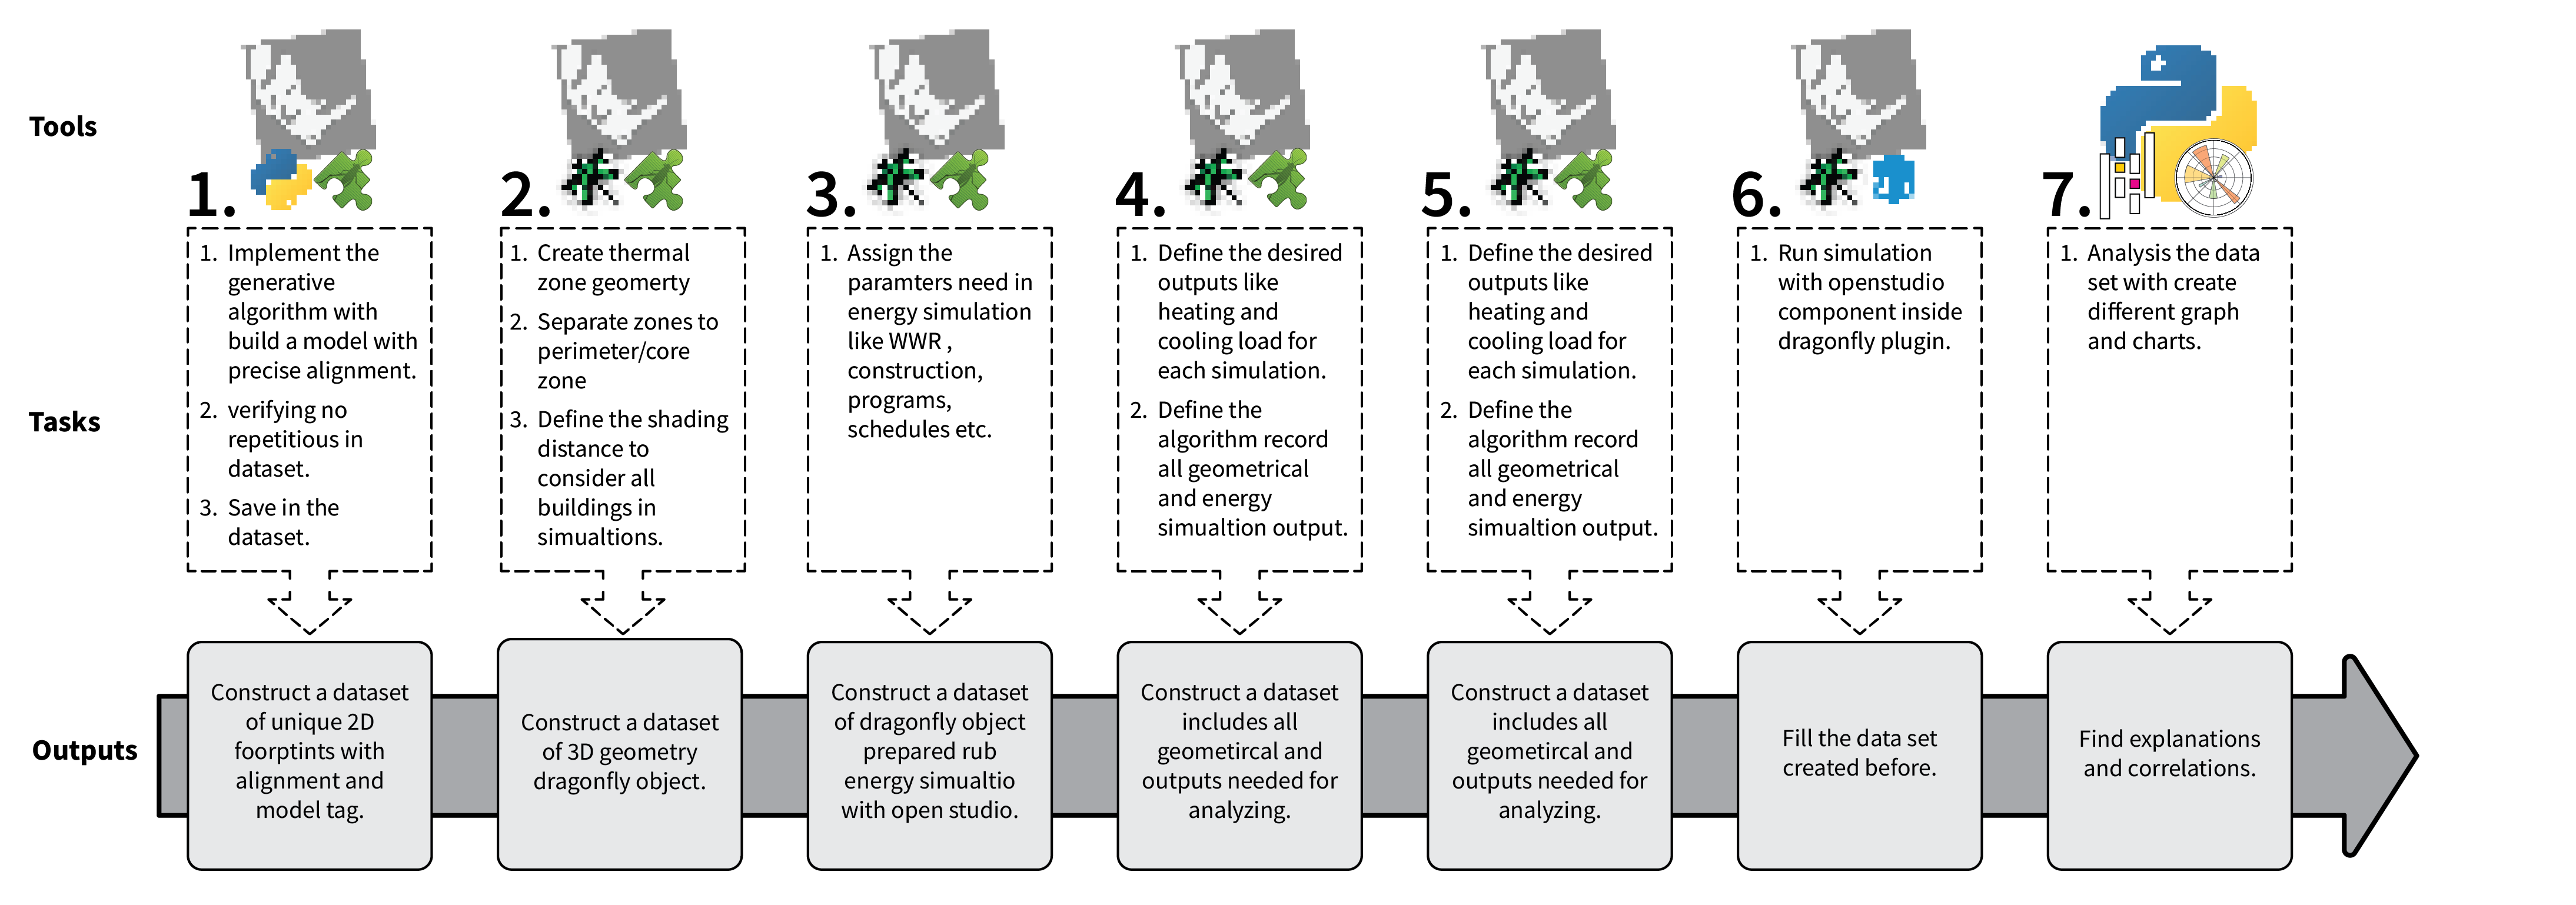 Tools
1.
2.
3.
4.
5.
6.
7.
Tasks
1. Implement the
generative
algorithm with
build a model with
precise alignment.
2. verifying no
repetitious in
dataset.
3. Save in the
dataset.
1. Create thermal
zone geomerty
2. Separate zones to
perimeter/core
zone
3. Define the shading
distance to
consider all
buildings in
simualtions.
1. Assign the
paramters need in
energy simulation
like WWR ,
construction,
programs,
schedules etc.
1. Define the desired
outputs like
heating and
cooling load for
each simulation.
2. Define the
algorithm record
all geometrical
and energy
simualtion output.
1. Define the desired
outputs like
heating and
cooling load for
each simulation.
2. Define the
algorithm record
all geometrical
and energy
simualtion output.
1. Run simulation
with openstudio
component inside
dragonfly plugin.
1. Analysis the data
set with create
different graph
and charts.
Outputs
Construct a dataset
of unique 2D
foorptints with
alignment and
model tag.
Construct a dataset
of 3D geometry
dragonfly object.
Construct a dataset
of dragonfly object
prepared rub
energy simualtio
with open studio.
Construct a dataset
includes all
geometircal and
outputs needed for
analyzing.
Construct a dataset
includes all
geometircal and
outputs needed for
analyzing.
Fill the data set
created before.
Find explanations
and correlations.